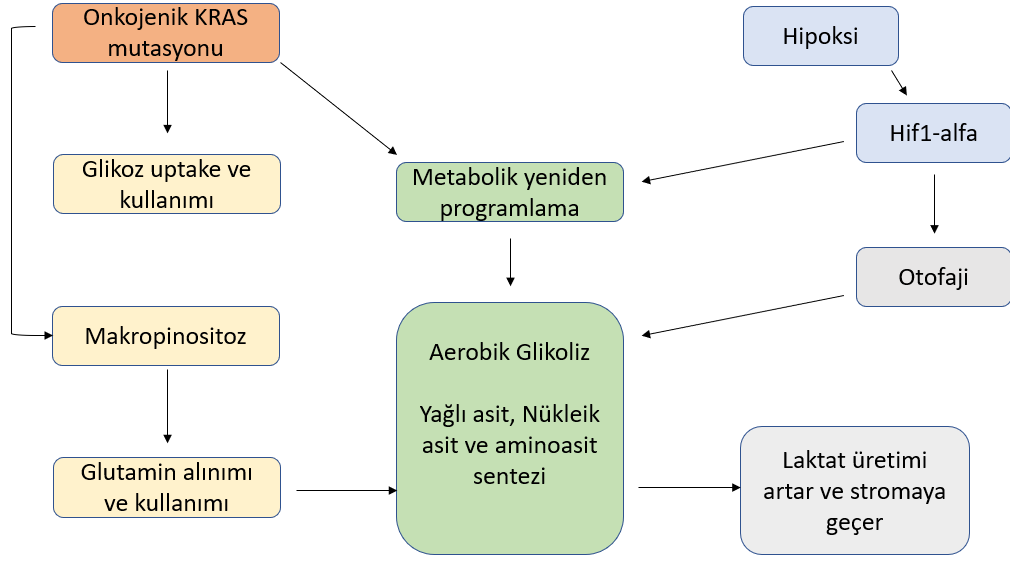 Onkojenik KRAS
mutasyonu
Hipoksi
Hif1-alfa
Glikoz uptake ve
kullanımı
Metabolik yeniden
programlama
Otofaji
Makropinositoz
Aerobik Glikoliz
Yağlı asit, Nükleik
asit ve aminoasit
sentezi
Glutamin alınımı
ve kullanımı
Laktat üretimi
artar ve stromaya
geçer